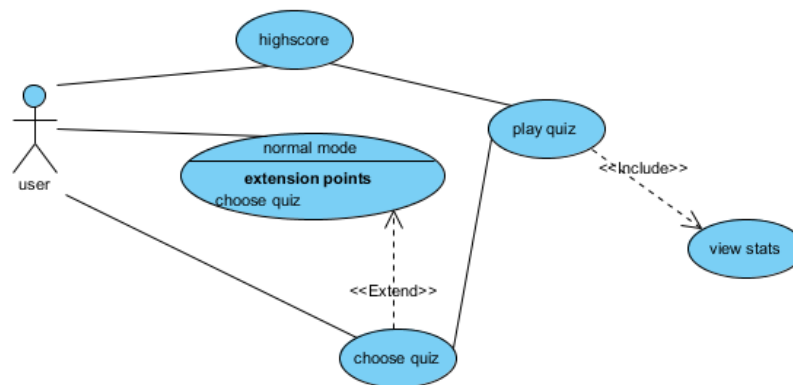 highscore
play quiz
normal mode
<<Include>>
extension points
user
choose quiz
view stats
<<Extend>>
choose quiz